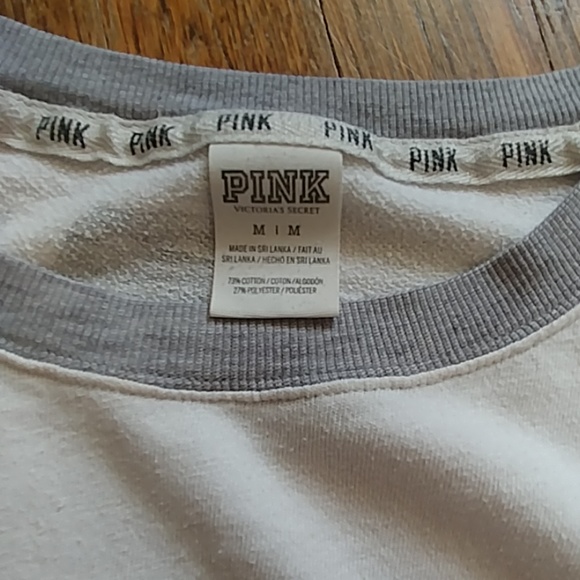 PINK PINK PINK PINK PINK PINK
PINK
VICTORIA'S SECRET
M | M
MADE IN SRI LANKA / FAIT AU
SRI LANKA / HECHO EN SRI LANKA
73% COTTON / COTON / ALGODÓN
27% POLYESTER / POLIÉSTER